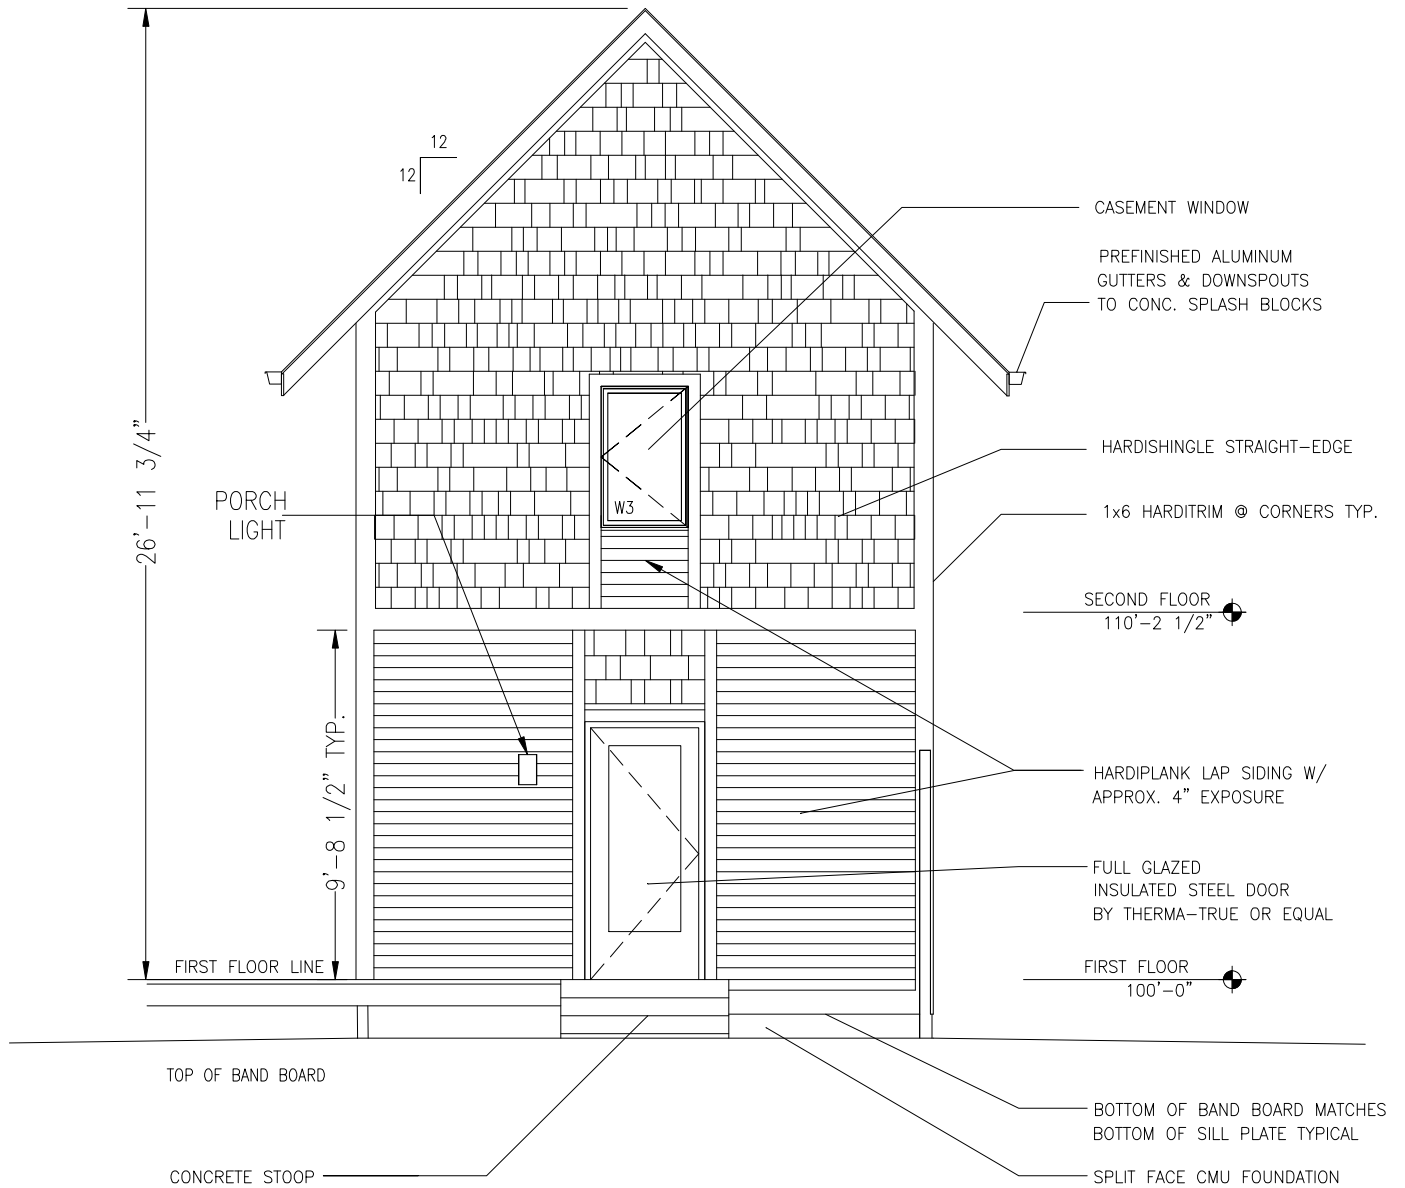 12
12
26'-11 3/4"
CASEMENT WINDOW
PREFINISHED ALUMINUM
GUTTERS & DOWNSPOUTS
TO CONC. SPLASH BLOCKS
HARDISHINGLE STRAIGHT-EDGE
PORCH
LIGHT
W3
1x6 HARDITRIM @ CORNERS TYP.
SECOND FLOOR
110'-2 1/2"
9'-8 1/2" TYP.
HARDIPLANK LAP SIDING W/
APPROX. 4" EXPOSURE
FULL GLAZED
INSULATED STEEL DOOR
BY THERMA-TRUE OR EQUAL
FIRST FLOOR LINE
FIRST FLOOR
100'-0"
TOP OF BAND BOARD
BOTTOM OF BAND BOARD MATCHES
BOTTOM OF SILL PLATE TYPICAL
CONCRETE STOOP
SPLIT FACE CMU FOUNDATION